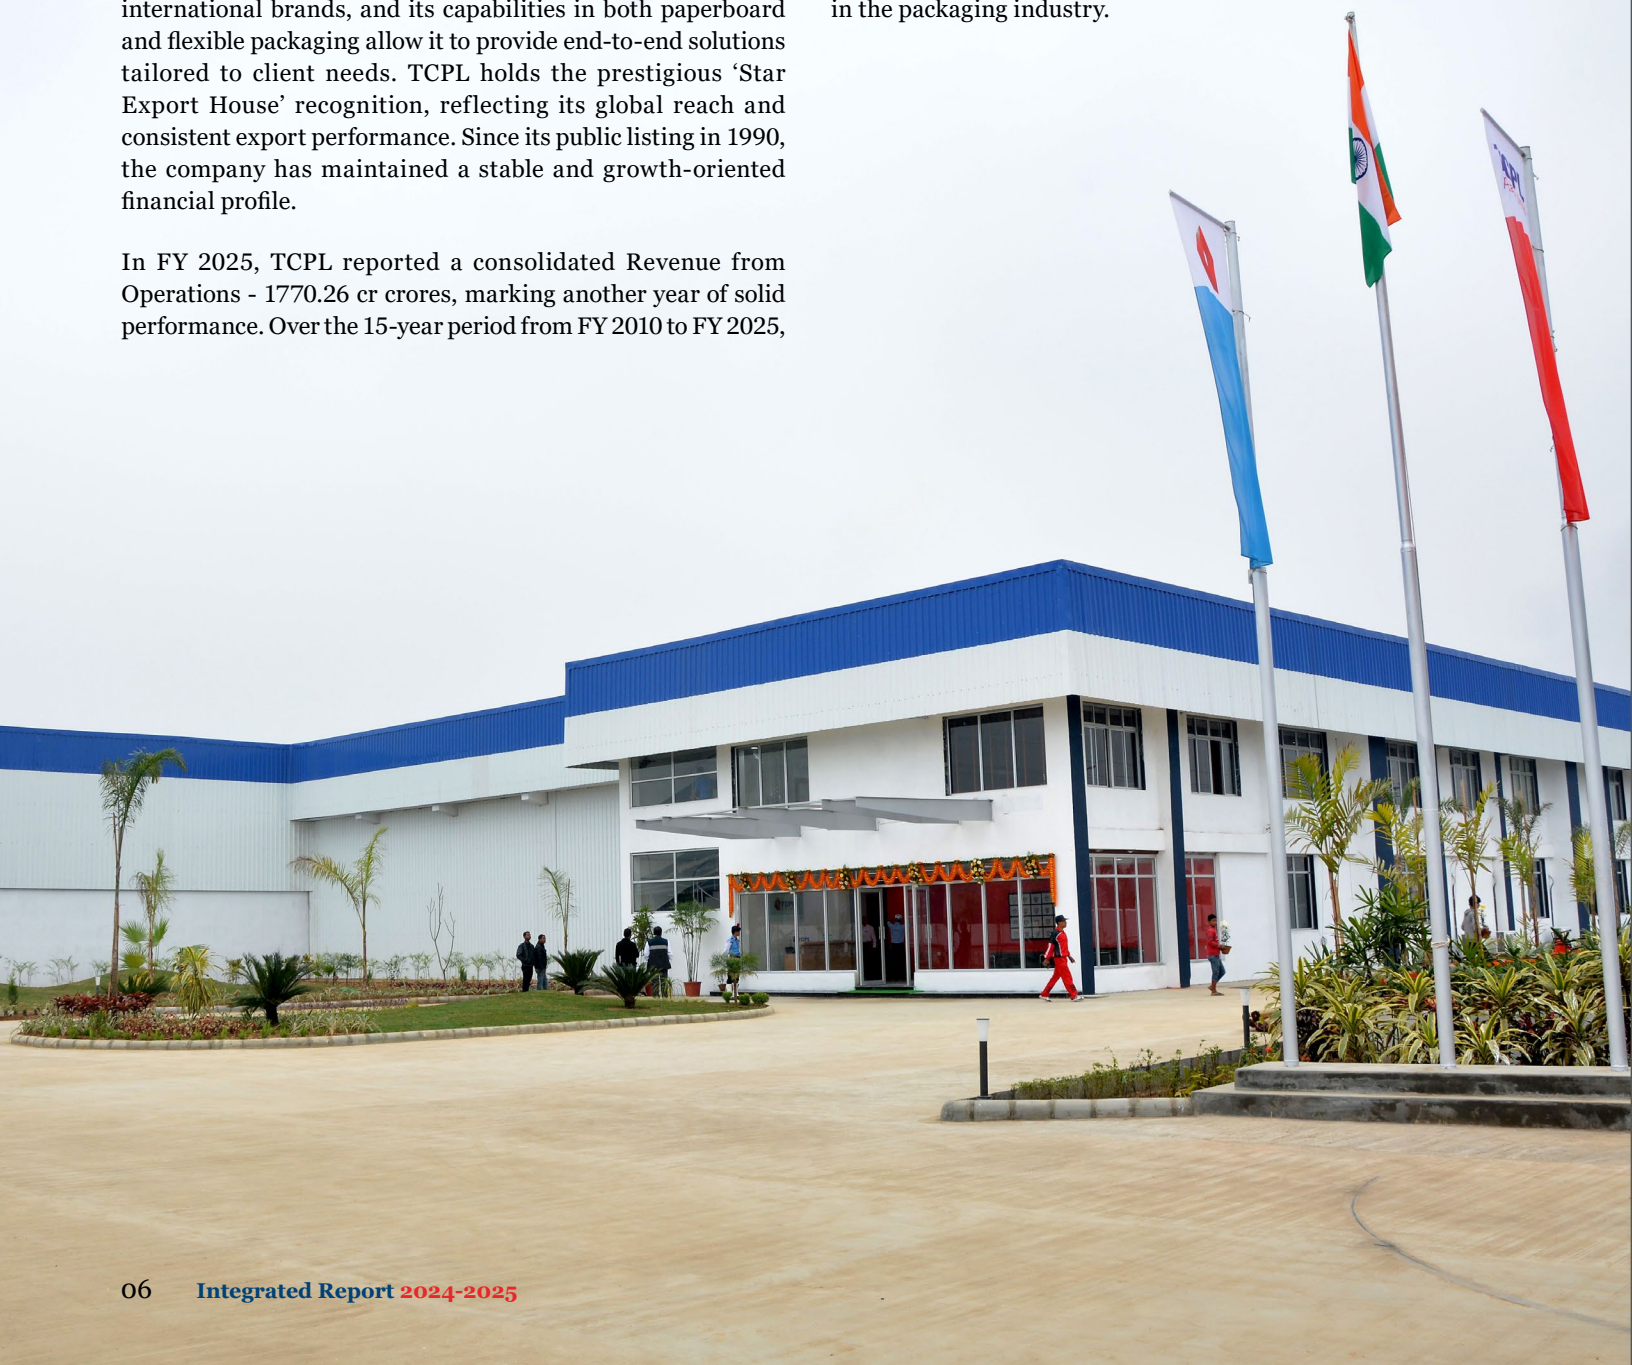 international brands, and its capabilities in both paperboard
and flexible packaging allow it to provide end-to-end solutions
tailored to client needs. TCPL holds the prestigious ‘Star
Export House’ recognition, reflecting its global reach and
consistent export performance. Since its public listing in 1990,
the company has maintained a stable and growth-oriented
financial profile.
In FY 2025, TCPL reported a consolidated Revenue from
Operations - 1770.26 cr crores, marking another year of solid
performance. Over the 15-year period from FY 2010 to FY 2025,
in the packaging industry.
06 Integrated Report 2024-2025